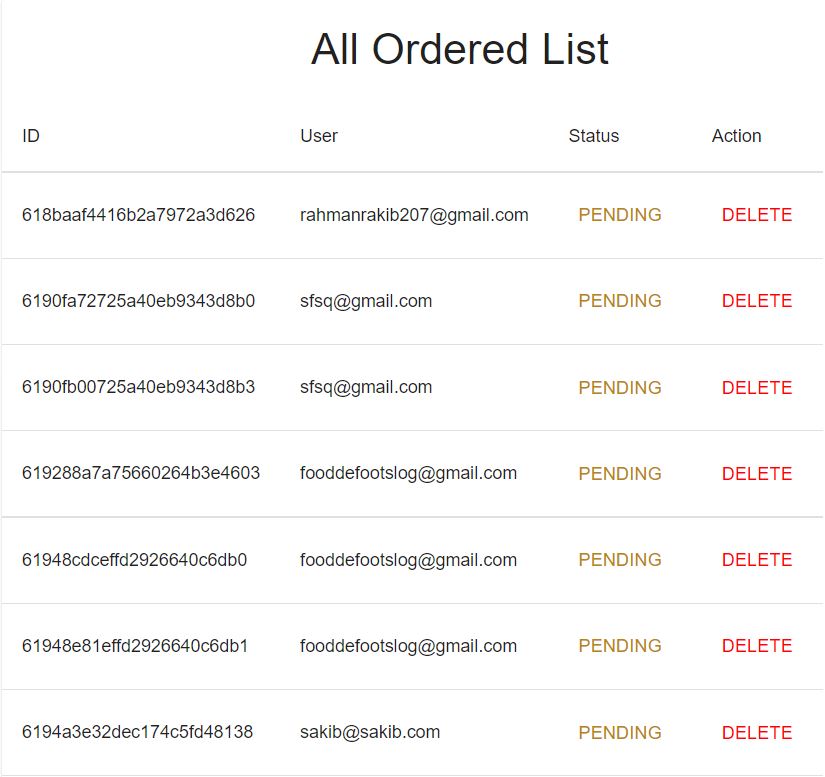 All Ordered List
ID User Status Action
618baaf4416b2a7972a3d626 rahmanrakib207@gmail.com PENDING DELETE
6190fa72725a40eb9343d8b0 sfsq@gmail.com PENDING DELETE
6190fb00725a40eb9343d8b3 sfsq@gmail.com PENDING DELETE
619288a7a75660264b3e4603 fooddefootslog@gmail.com PENDING DELETE
61948cdceffd2926640c6db0 fooddefootslog@gmail.com PENDING DELETE
61948e81effd2926640c6db1 fooddefootslog@gmail.com PENDING DELETE
6194a3e32dec174c5fd48138 sakib@sakib.com PENDING DELETE